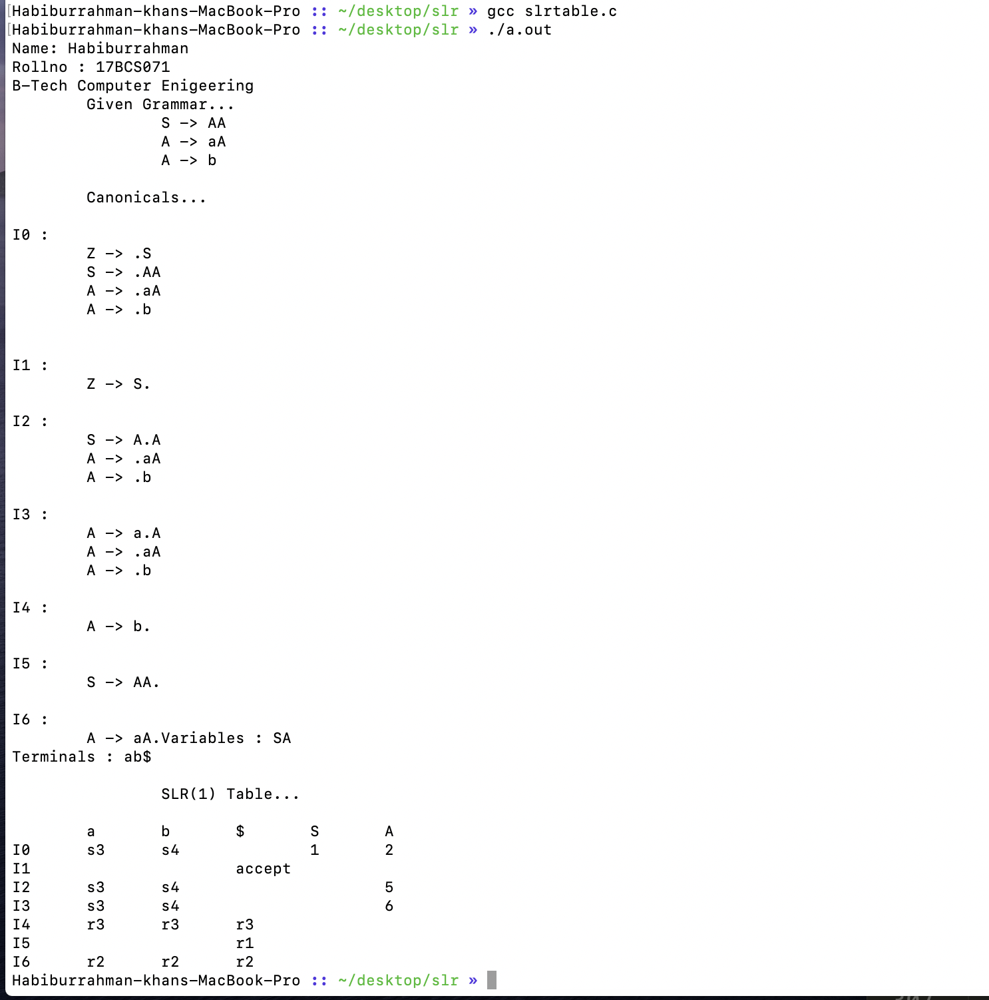 [Habiburrahman-khans-MacBook-Pro :: ~/desktop/slr » gcc slrtable.c
[Habiburrahman-khans-MacBook-Pro :: ~/desktop/slr » ./a.out
Name: Habiburrahman
Rollno : 17BCS071
B-Tech Computer Enigeering
Given Grammar...
S -> AA
A -> aA
A -> b
Canonicals...
I0 :
Z -> .S
S -> .AA
A -> .aA
A -> .b
I1 :
Z -> S.
I2 :
S -> A.A
A -> .aA
A -> .b
I3 :
A -> a.A
A -> .aA
A -> .b
I4 :
A -> b.
I5 :
S -> AA.
I6 :
A -> aA.Variables : SA
Terminals : ab$
SLR(1) Table...
a b $ S A
I0 s3 s4 1 2
I1 accept
I2 s3 s4 5
I3 s3 s4 6
I4 r3 r3 r3
I5 r1
I6 r2 r2 r2
Habiburrahman-khans-MacBook-Pro :: ~/desktop/slr »